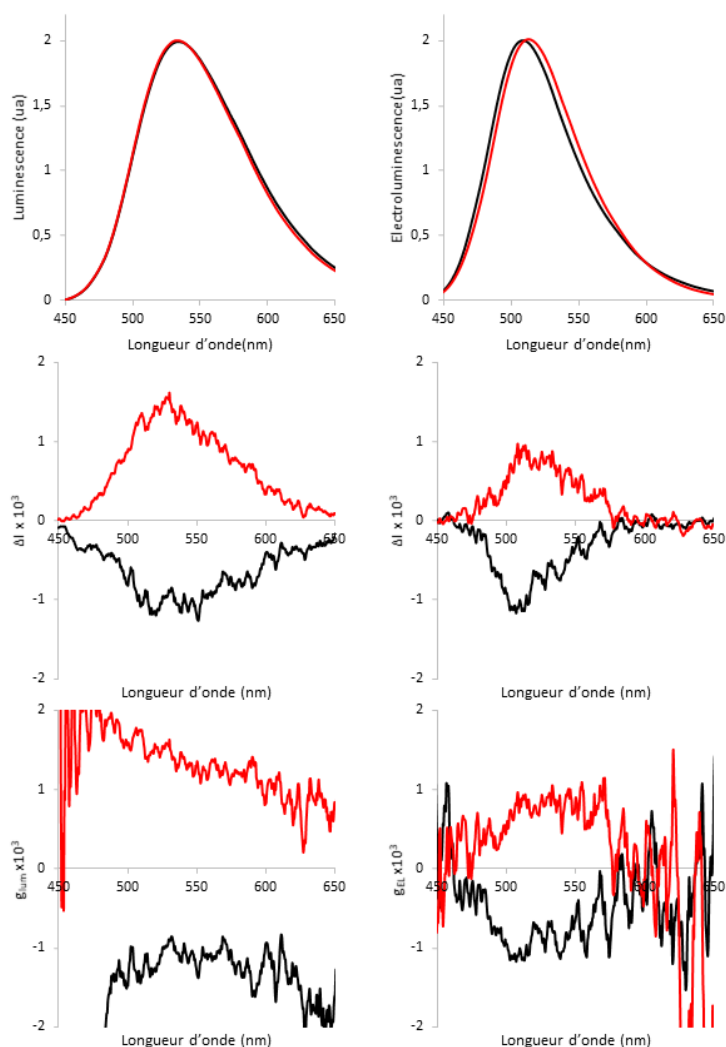 Luminescence (ua)
2
1,5
1
0,5
0
450 500 550 600 650
Longueur d’onde(nm)
Electroluminescence(ua)
2
1,5
1
0,5
0
450 500 550 600 650
Longueur d’onde(nm)
ΔI x 10³
2
1
0
-1
-2
450 500 550 600 650
Longueur d’onde (nm)
ΔI x 10³
2
1
0
-1
-2
450 500 550 600 650
Longueur d’onde (nm)
glum x10³
2
1
0
-1
-2
450 500 550 600 650
Longueur d’onde (nm)
gEL x10³
2
1
0
-1
-2
450 500 550 600 650
Longueur d’onde (nm)